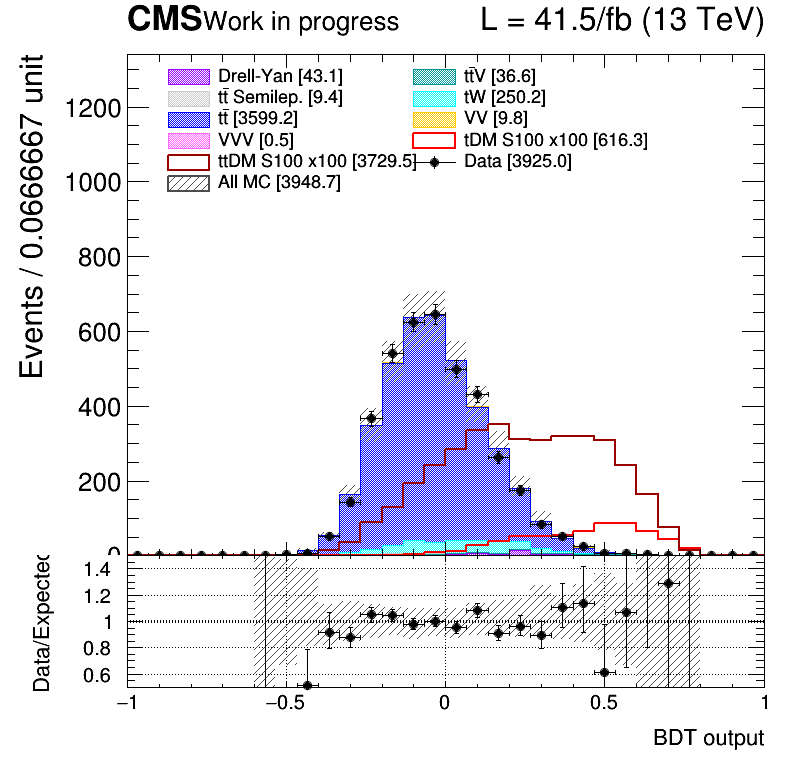 CMS Work in progress L = 41.5/fb (13 TeV)
Drell-Yan [43.1] tt̄V [36.6]
tt̄ Semilep. [9.4] tW [250.2]
tt̄ [3599.2] VV [9.8]
VVV [0.5] tDM S100 x100 [616.3]
ttDM S100 x100 [3729.5] Data [3925.0]
All MC [3948.7]
Events / 0.0666667 unit
1200
1000
800
600
400
200
0
Data/Expected
1.4
1.2
1
0.8
0.6
−1 −0.5 0 0.5 1
BDT output